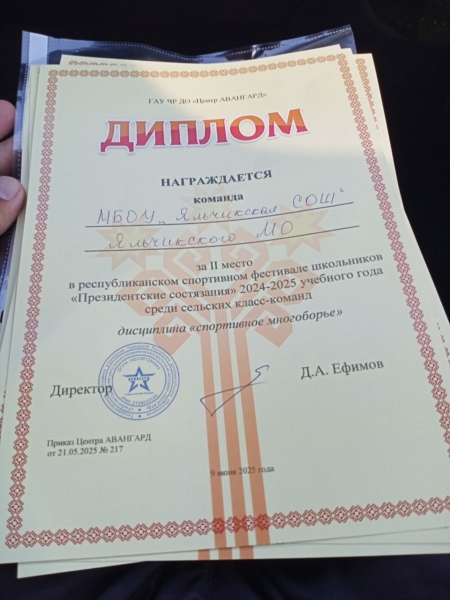 ГАУ ЧР ДО «Центр АВАНГАРД»
ДИПЛОМ
НАГРАЖДАЕТСЯ
команда
МБОУ „Яльчикская СОШ"
Яльчикского МО
за II место
в республиканском спортивном фестивале школьников
«Президентские состязания» 2024-2025 учебного года
среди сельских класс-команд
дисциплина «спортивное многоборье»
Директор
Д.А. Ефимов
Приказ Центра АВАНГАРД
от 21.05.2025 № 217
9 июня 2025 года